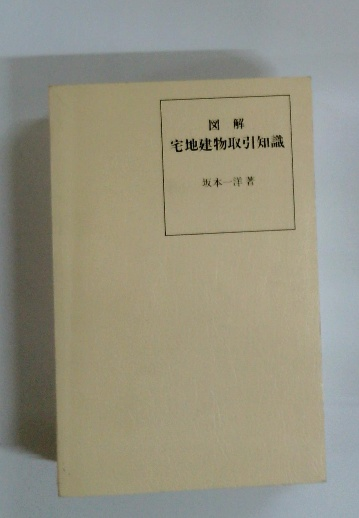 図解
宅地建物取引知識
坂本一洋著